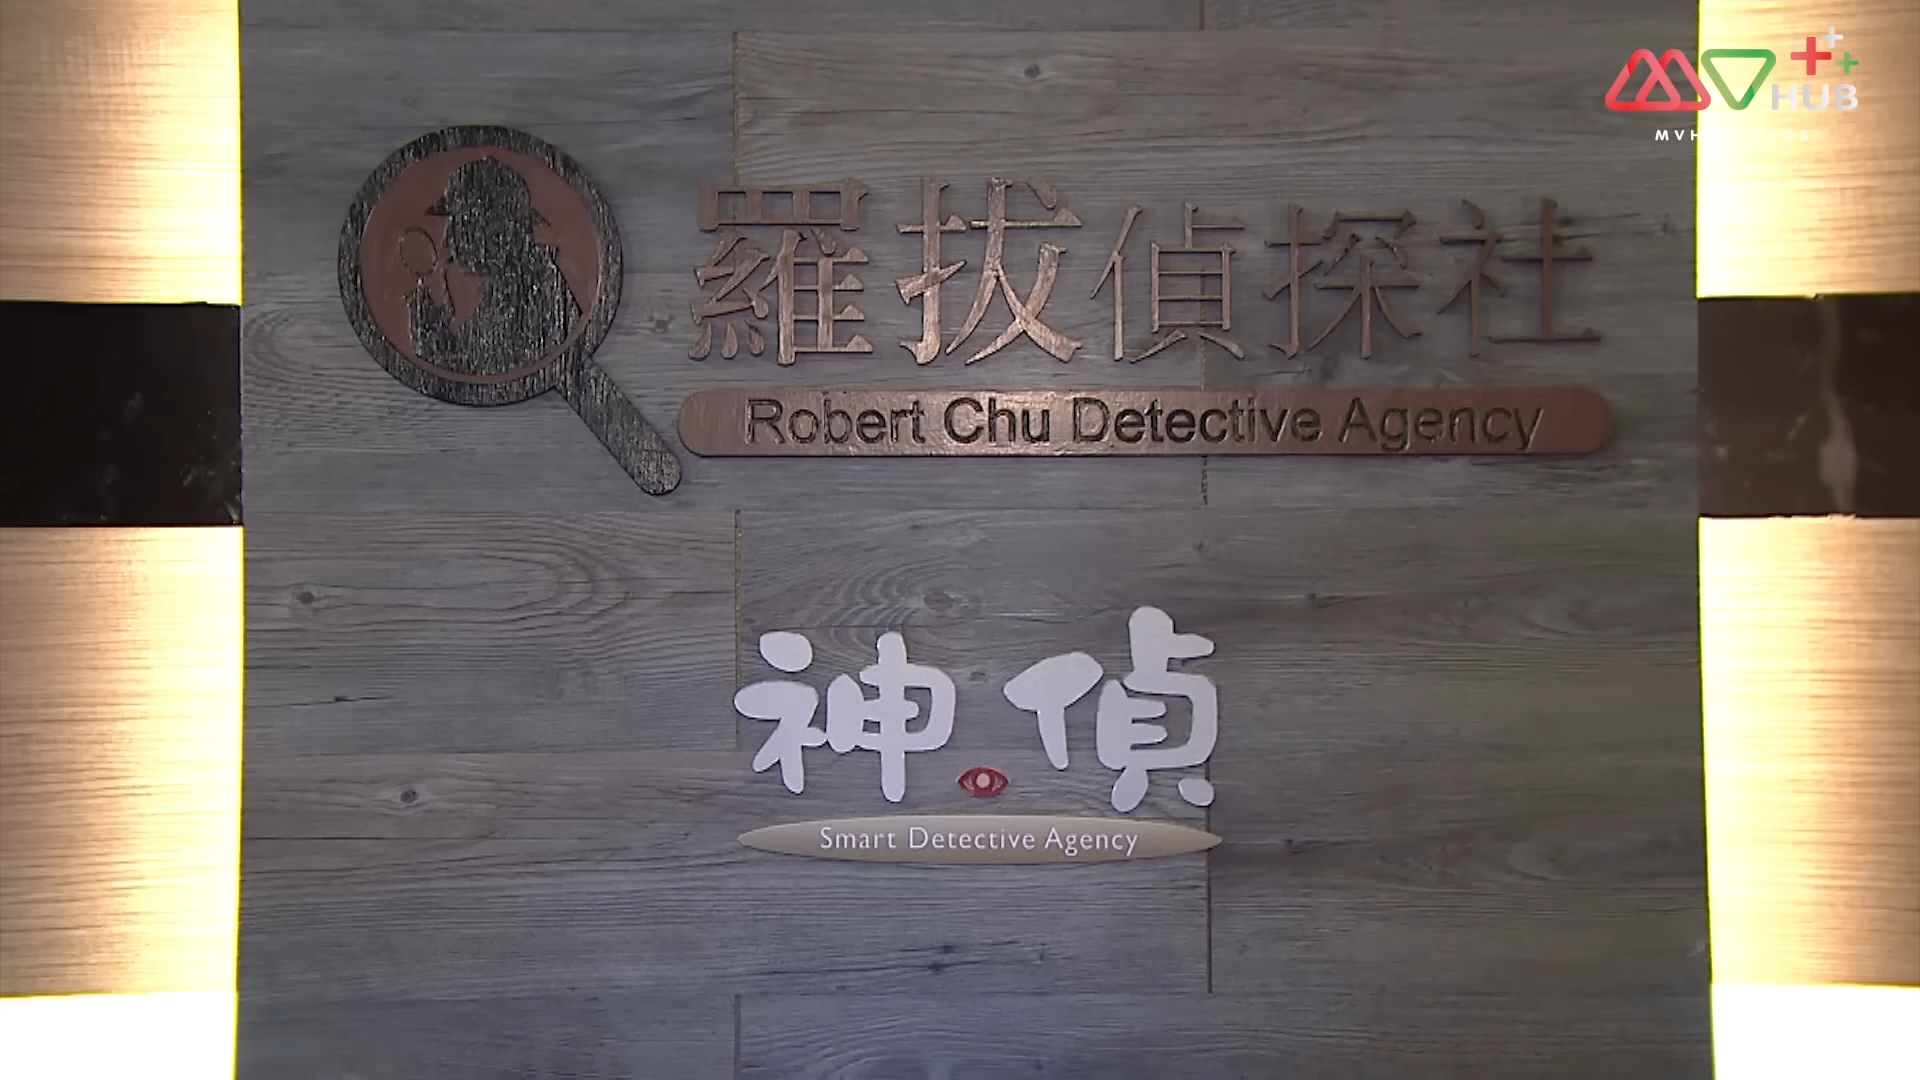 羅拔偵探社
Robert Chu Detective Agency
神偵
Smart Detective Agency
HUB